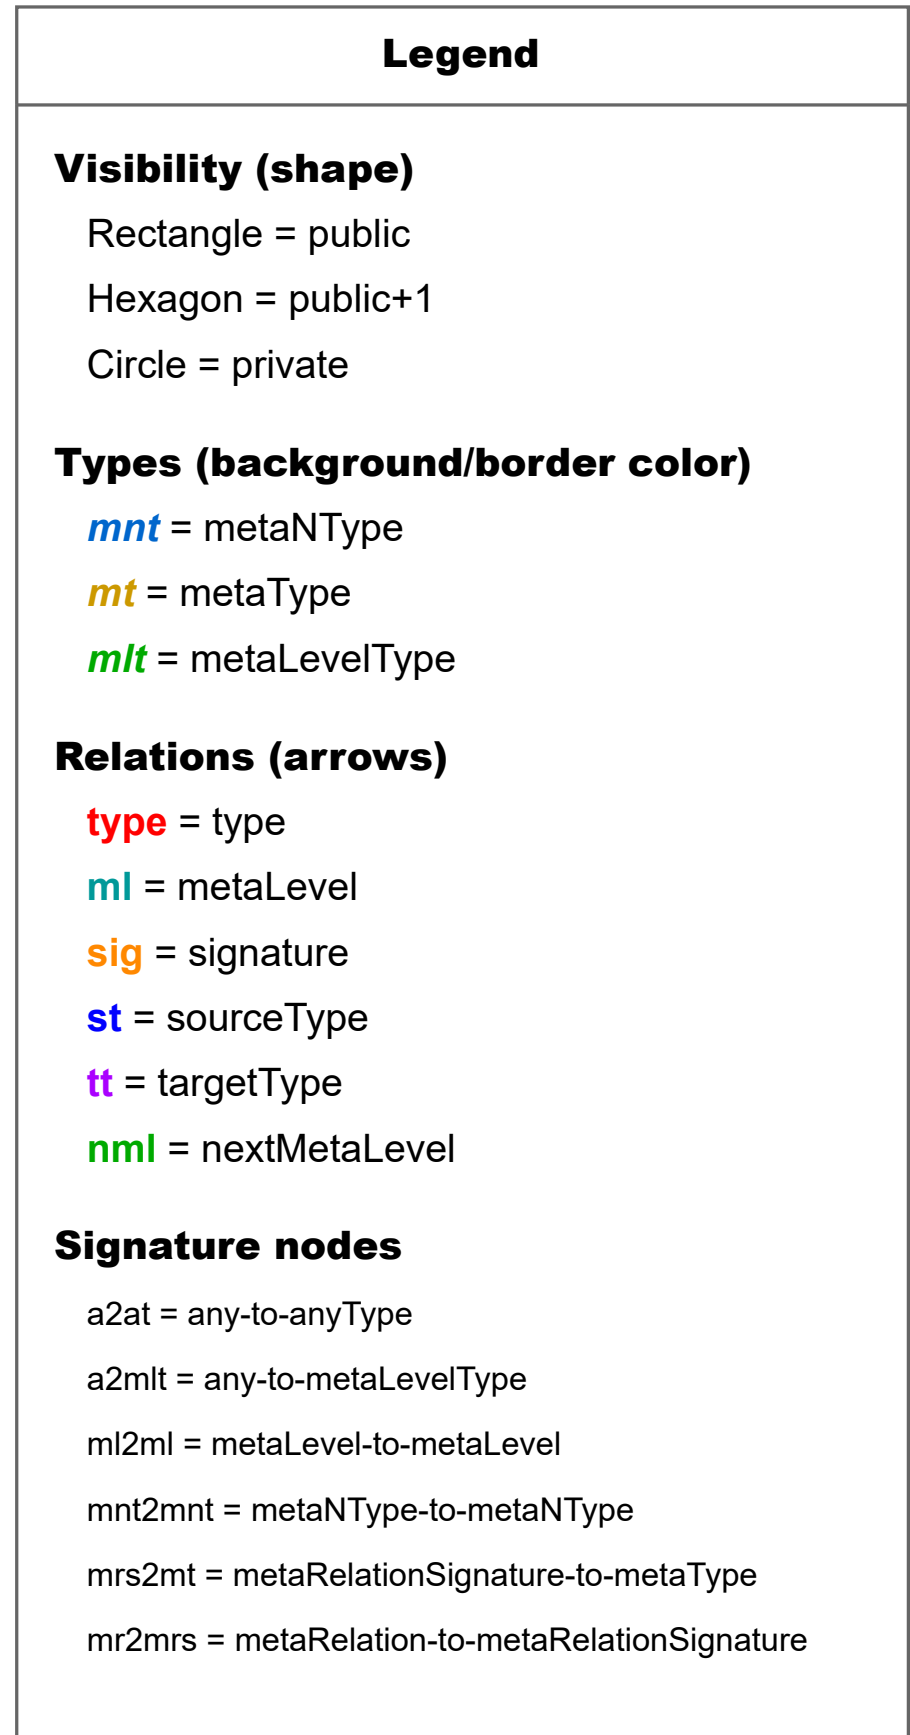 Legend
Visibility (shape)
Rectangle = public
Hexagon = public+1
Circle = private
Types (background/border color)
mnt = metaNType
mt = metaType
mlt = metaLevelType
Relations (arrows)
type = type
ml = metaLevel
sig = signature
st = sourceType
tt = targetType
nml = nextMetaLevel
Signature nodes
a2at = any-to-anyType
a2mlt = any-to-metaLevelType
ml2ml = metaLevel-to-metaLevel
mnt2mnt = metaNType-to-metaNType
mrs2mt = metaRelationSignature-to-metaType
mr2mrs = metaRelation-to-metaRelationSignature